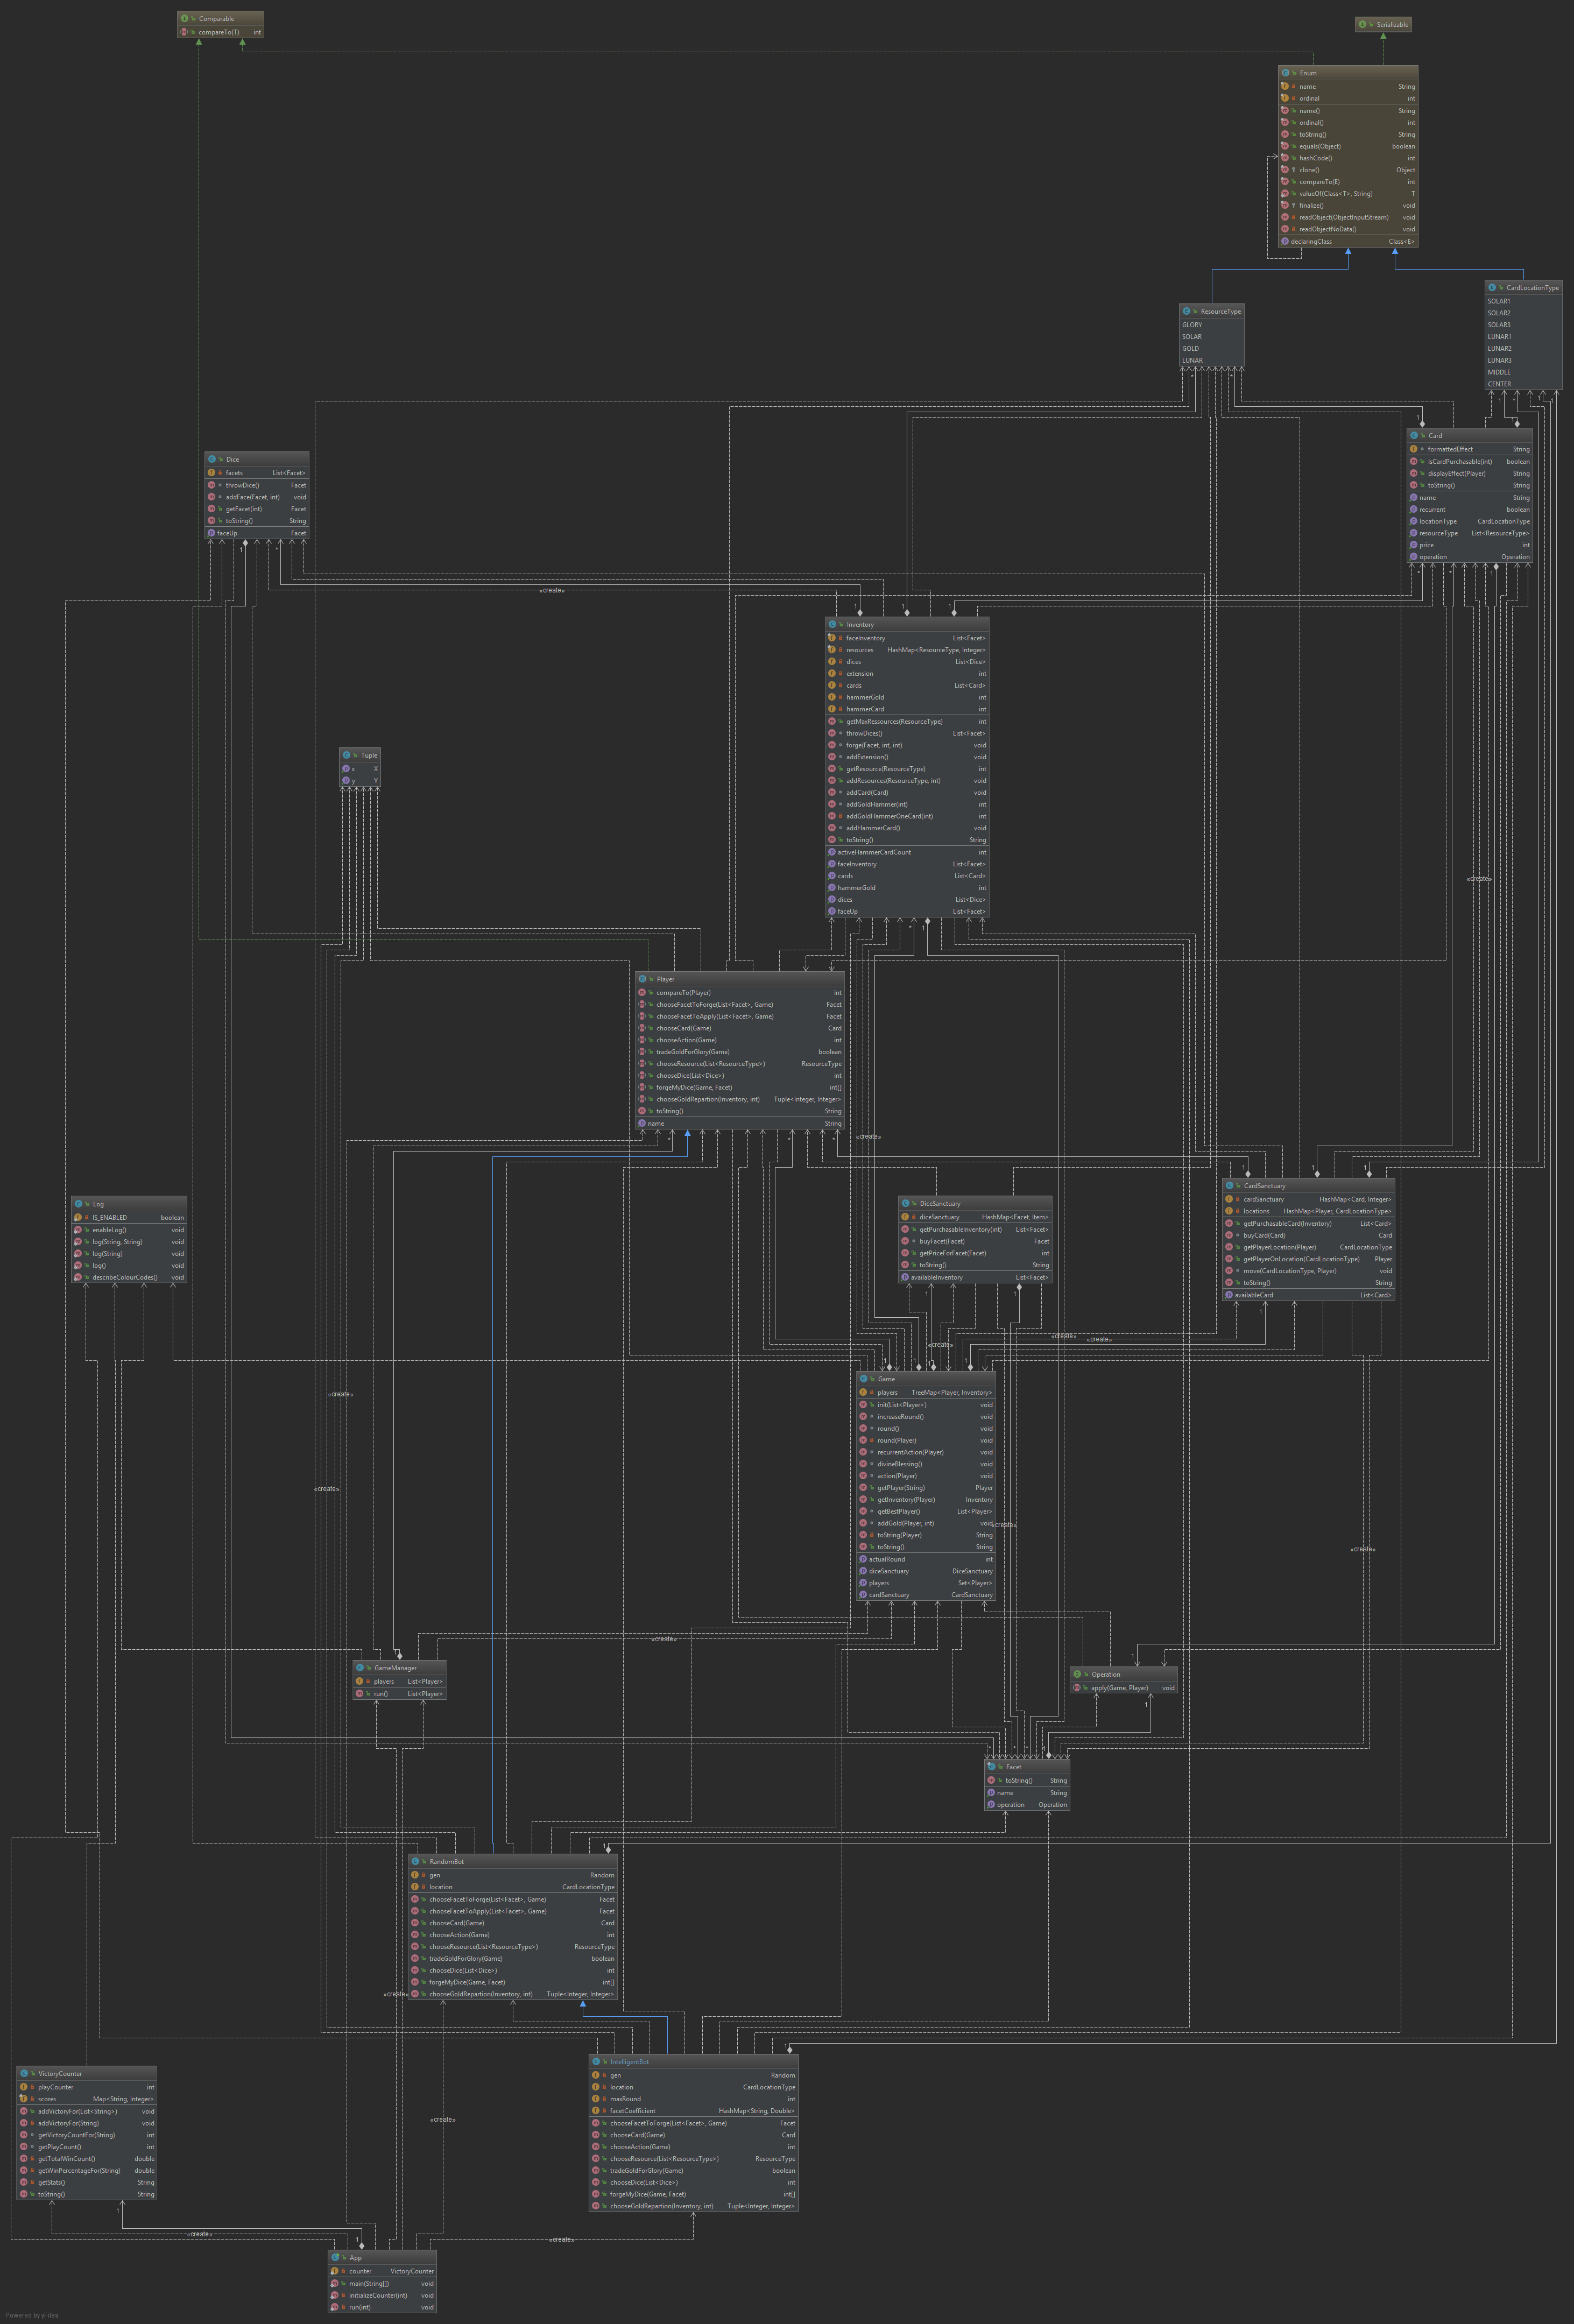 Comparable
compareTo(T) int
Serializable
Enum
name String
ordinal int
name() String
ordinal() int
toString() String
equals(Object) boolean
hashCode() int
clone() Object
compareTo(E) int
valueOf(Class<T>, String) T
finalize() void
readObject(ObjectInputStream) void
readObjectNoData() void
declaringClass Class<E>
ResourceType
GLORY
SOLAR
GOLD
LUNAR
CardLocationType
SOLAR1
SOLAR2
SOLAR3
LUNAR1
LUNAR2
LUNAR3
MIDDLE
CENTER
Card
formattedEffect String
isCardPurchasable(int) boolean
displayEffect(Player) String
toString() String
name String
recurrent boolean
locationType CardLocationType
resourceType List<ResourceType>
price int
operation Operation
Dice
facets List<Facet>
throwDice() Facet
addFace(Facet, int) void
getFacet(int) Facet
toString() String
faceUp Facet
«create»
Inventory
faceInventory List<Facet>
resources HashMap<ResourceType, Integer>
dices List<Dice>
extension int
cards List<Card>
hammerGold int
hammerCard int
getMaxRessources(ResourceType) int
throwDices() List<Facet>
forge(Facet, int, int) void
addExtension() void
getResource(ResourceType) int
addResources(ResourceType, int) void
addCard(Card) void
addGoldHammer(int) int
addGoldHammerOneCard(int) int
addHammerCard() void
toString() String
activeHammerCardCount int
faceInventory List<Facet>
cards List<Card>
hammerGold int
dices List<Dice>
faceUp List<Facet>
Tuple
x X
y Y
«create»
Player
compareTo(Player) int
chooseFacetToForge(List<Facet>, Game) Facet
chooseFacetToApply(List<Facet>, Game) Facet
chooseCard(Game) Card
chooseAction(Game) int
tradeGoldForGlory(Game) boolean
chooseResource(List<ResourceType>) ResourceType
chooseDice(List<Dice>) int
forgeMyDice(Game, Facet) int[]
chooseGoldRepartion(Inventory, int) Tuple<Integer, Integer>
toString() String
name String
«create»
Log
IS_ENABLED boolean
enableLog() void
log(String, String) void
log(String) void
log() void
describeColourCodes() void
DiceSanctuary
diceSanctuary HashMap<Facet, Item>
getPurchasableInventory(int) List<Facet>
buyFacet(Facet) Facet
getPriceForFacet(Facet) int
toString() String
availableInventory List<Facet>
CardSanctuary
cardSanctuary HashMap<Card, Integer>
locations HashMap<Player, CardLocationType>
getPurchasableCard(Inventory) List<Card>
buyCard(Card) Card
getPlayerLocation(Player) CardLocationType
getPlayerOnLocation(CardLocationType) Player
move(CardLocationType, Player) void
toString() String
availableCard List<Card>
«create»
«create»
«create»
«create»
Game
players TreeMap<Player, Inventory>
init(List<Player>) void
increaseRound() void
round() void
round(Player) void
recurrentAction(Player) void
divineBlessing() void
action(Player) void
getPlayer(String) Player
getInventory(Player) Inventory
getBestPlayer() List<Player>
addGold(Player, int) void
toString(Player) String
toString() String
actualRound int
diceSanctuary DiceSanctuary
players Set<Player>
cardSanctuary CardSanctuary
«create»
«create»
«create»
«create»
GameManager
players List<Player>
run() List<Player>
Operation
apply(Game, Player) void
Facet
toString() String
name String
operation Operation
RandomBot
gen Random
location CardLocationType
chooseFacetToForge(List<Facet>, Game) Facet
chooseFacetToApply(List<Facet>, Game) Facet
chooseCard(Game) Card
chooseAction(Game) int
chooseResource(List<ResourceType>) ResourceType
tradeGoldForGlory(Game) boolean
chooseDice(List<Dice>) int
forgeMyDice(Game, Facet) int[]
chooseGoldRepartion(Inventory, int) Tuple<Integer, Integer>
«create»
IntelligentBot
gen Random
location CardLocationType
maxRound int
facetCoefficient HashMap<String, Double>
chooseFacetToForge(List<Facet>, Game) Facet
chooseCard(Game) Card
chooseAction(Game) int
chooseResource(List<ResourceType>) ResourceType
tradeGoldForGlory(Game) boolean
chooseDice(List<Dice>) int
forgeMyDice(Game, Facet) int[]
chooseGoldRepartion(Inventory, int) Tuple<Integer, Integer>
VictoryCounter
playCounter int
scores Map<String, Integer>
addVictoryFor(List<String>) void
addVictoryFor(String) void
getVictoryCountFor(String) int
getPlayCount() int
getTotalWinCount() double
getWinPercentageFor(String) double
getStats() String
toString() String
«create»
«create»
«create»
App
counter VictoryCounter
main(String[]) void
initializeCounter(int) void
run(int) void
Powered by yFiles